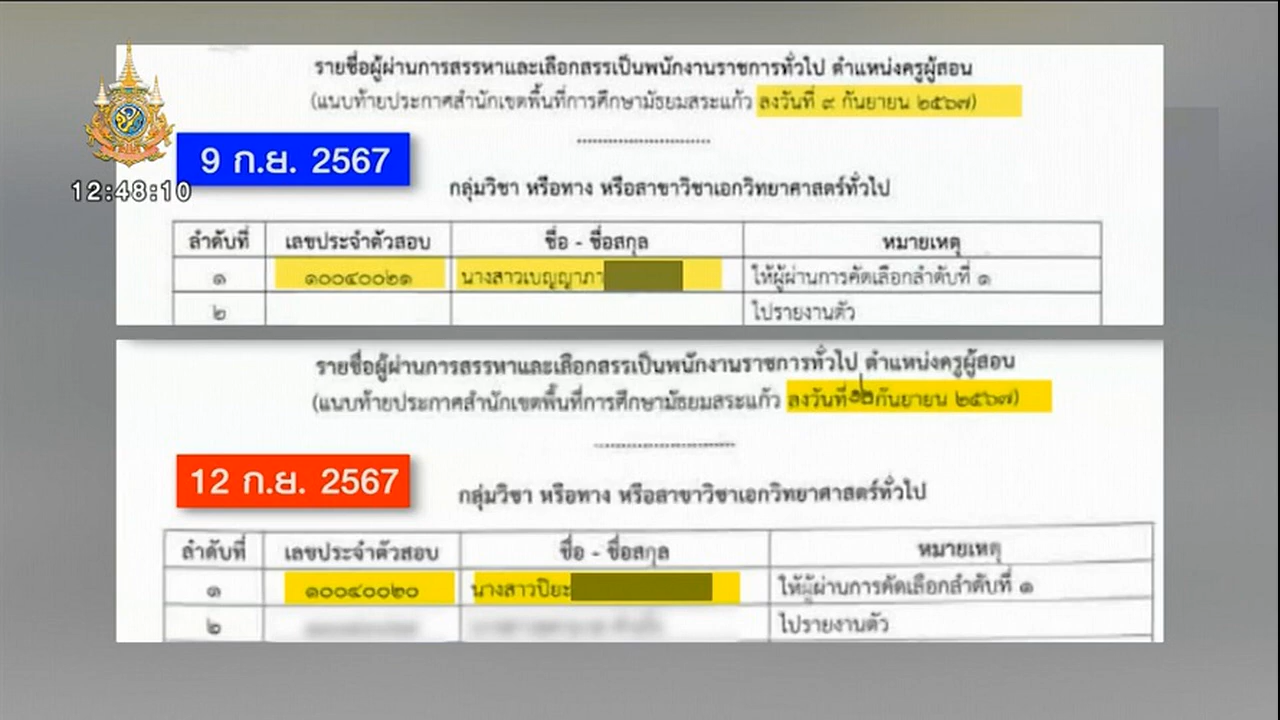 รายชื่อผู้ผ่านการสรรหาและเลือกสรรเป็นพนักงานราชการทั่วไป ตำแหน่งครูผู้สอน
(แนบท้ายประกาศสำนักเขตพื้นที่การศึกษามัธยมสระแก้ว ลงวันที่ ๙ กันยายน ๒๕๖๗)
9 ก.ย. 2567
12:48:10
กลุ่มวิชา หรือทาง หรือสาขาวิชาเอกวิทยาศาสตร์ทั่วไป
ลำดับที่ เลขประจำตัวสอบ ชื่อ - ชื่อสกุล หมายเหตุ
๑ ๑๐๐๔๐๐๒๑ นางสาวเบญญาภา ให้ผู้ผ่านการคัดเลือกลำดับที่ ๑
๒ ไปรายงานตัว
รายชื่อผู้ผ่านการสรรหาและเลือกสรรเป็นพนักงานราชการทั่วไป ตำแหน่งครูผู้สอน
(แนบท้ายประกาศสำนักเขตพื้นที่การศึกษามัธยมสระแก้ว ลงวันที่ ๑๒ กันยายน ๒๕๖๗)
12 ก.ย. 2567
กลุ่มวิชา หรือทาง หรือสาขาวิชาเอกวิทยาศาสตร์ทั่วไป
ลำดับที่ เลขประจำตัวสอบ ชื่อ - ชื่อสกุล หมายเหตุ
๑ ๑๐๐๔๐๐๒๐ นางสาวปิยะ ให้ผู้ผ่านการคัดเลือกลำดับที่ ๑
๒ ไปรายงานตัว